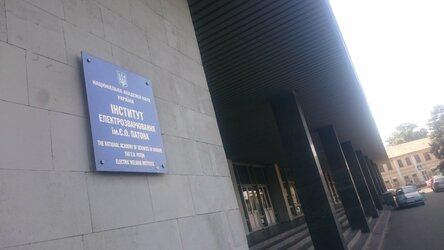 НАЦІОНАЛЬНА АКАДЕМІЯ НАУК
УКРАЇНИ
ІНСТИТУТ
ЕЛЕКТРОЗВАРЮВАННЯ
ім.Є.О. ПАТОНА
THE NATIONAL ACADEMY OF SCIENCES OF UKRAINE
THE E.O. PATON
ELECTRIC WELDING INSTITUTE